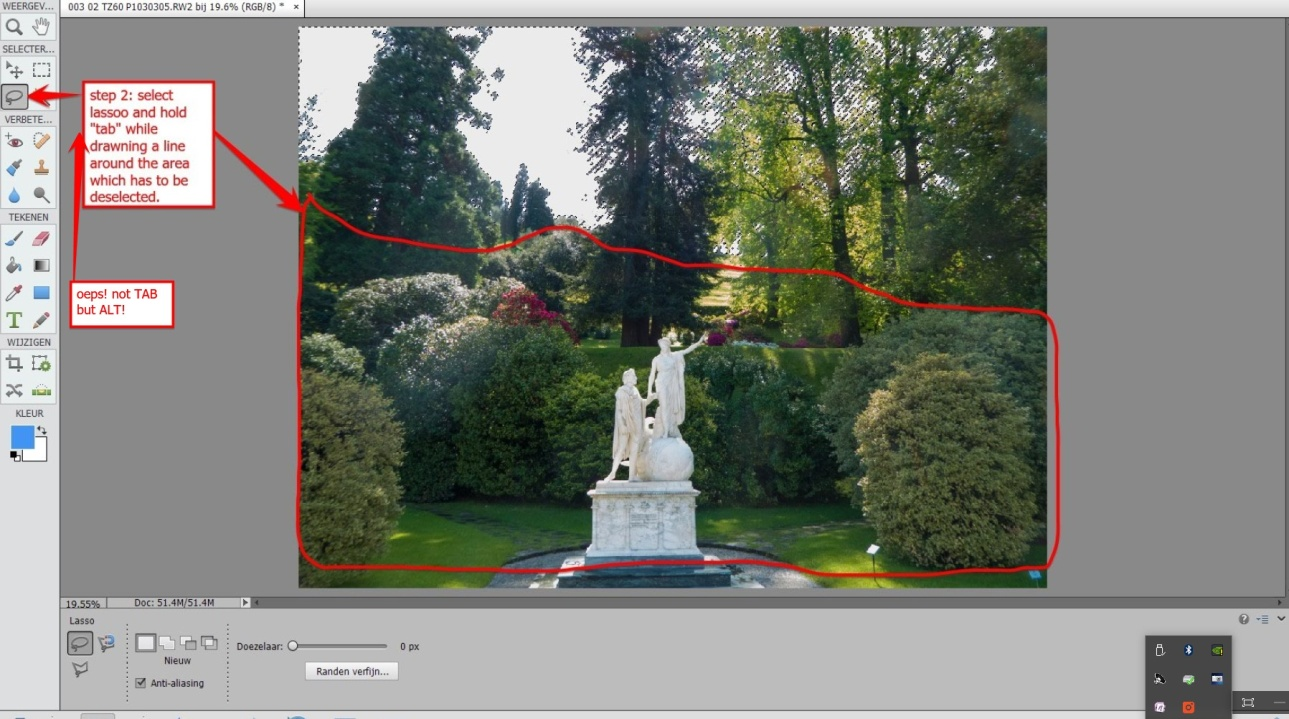 WEERGEV...
003 02 TZ60 P1030305.RW2 bij 19.6% (RGB/8) * ×
SELECTER...
step 2: select
lassoo and hold
"tab" while
drawning a line
around the area
which has to be
deselected.
VERBETE...
TEKENEN
oeps! not TAB
but ALT!
T
WIJZIGEN
KLEUR
19.55%
Doc: 51.4M/51.4M
Lasso
Nieuw
Anti-aliasing
Doezelaar:
0 px
Randen verfijn...